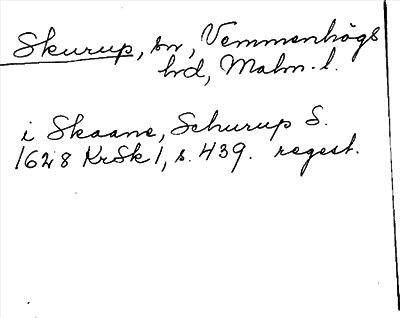 Skurup, sn, Vemmenhögs
hd, Malm. l.
i Skaane, Schurup S.
1628 KrSk 1, s. 439. regest.